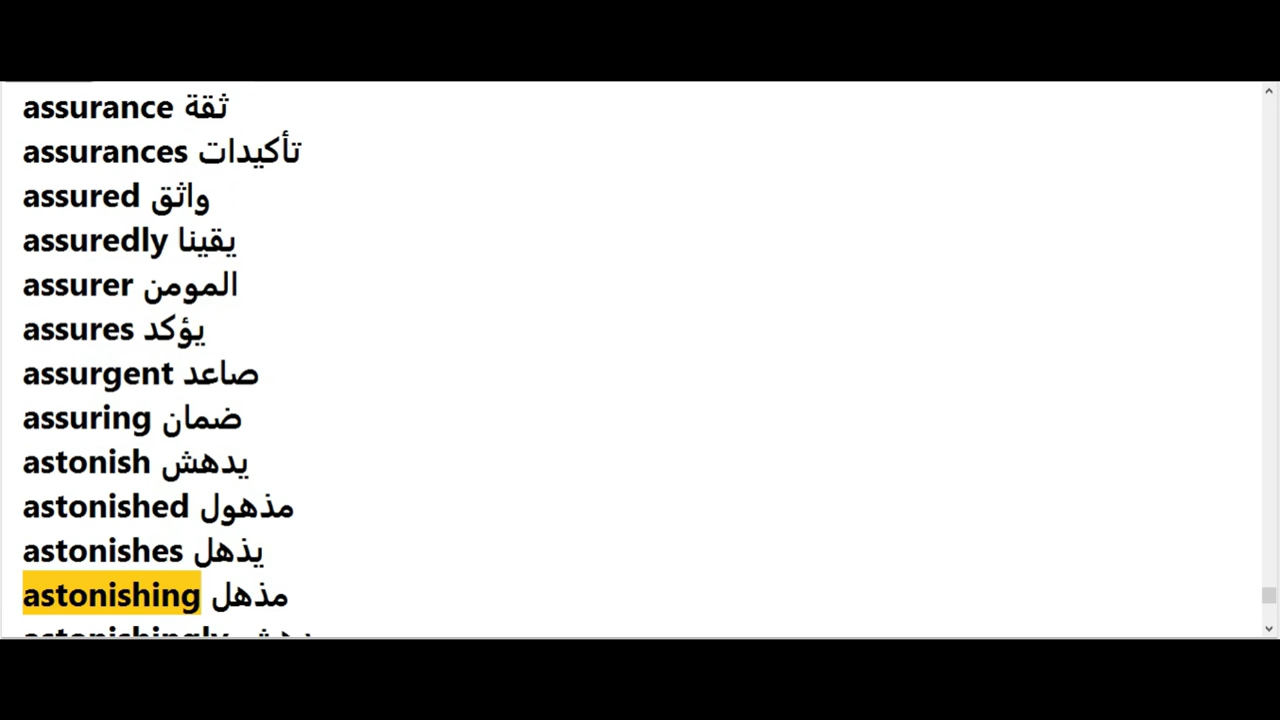 assurance ثقة
assurances تأكيدات
assured واثق
assuredly يقينا
assurer المومن
assures يؤكد
assurgent صاعد
assuring ضمان
astonish يدهش
astonished مذهول
astonishes يذهل
astonishing مذهل
astonishingly